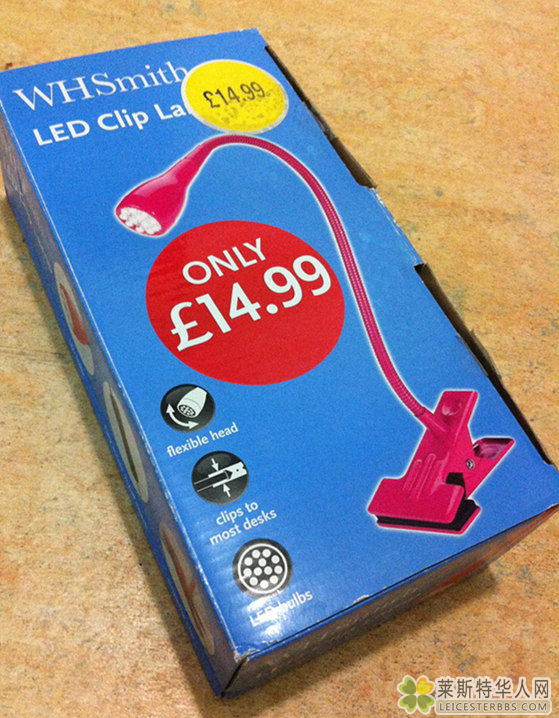 WHSmith
£14.99
LED Clip
ONLY
£14.99
flexible head
clips to
most desks
LED bulbs
莱斯特华人网
LEICESTERBBS.COM